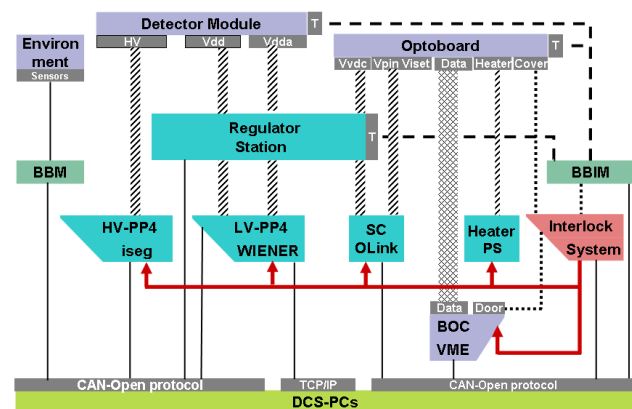 Detector Module
T
HV
Vdd
Vdda
Environ
ment
Sensors
Optoboard
T
Vvdc
Vpin
Viset
Data
Heater
Cover
Regulator
Station
T
BBM
BBIM
HV-PP4
iseg
LV-PP4
WIENER
SC
OLink
Heater
PS
Interlock
System
Data
Door
BOC
VME
CAN-Open protocol
TCP/IP
CAN-Open protocol
DCS-PCs